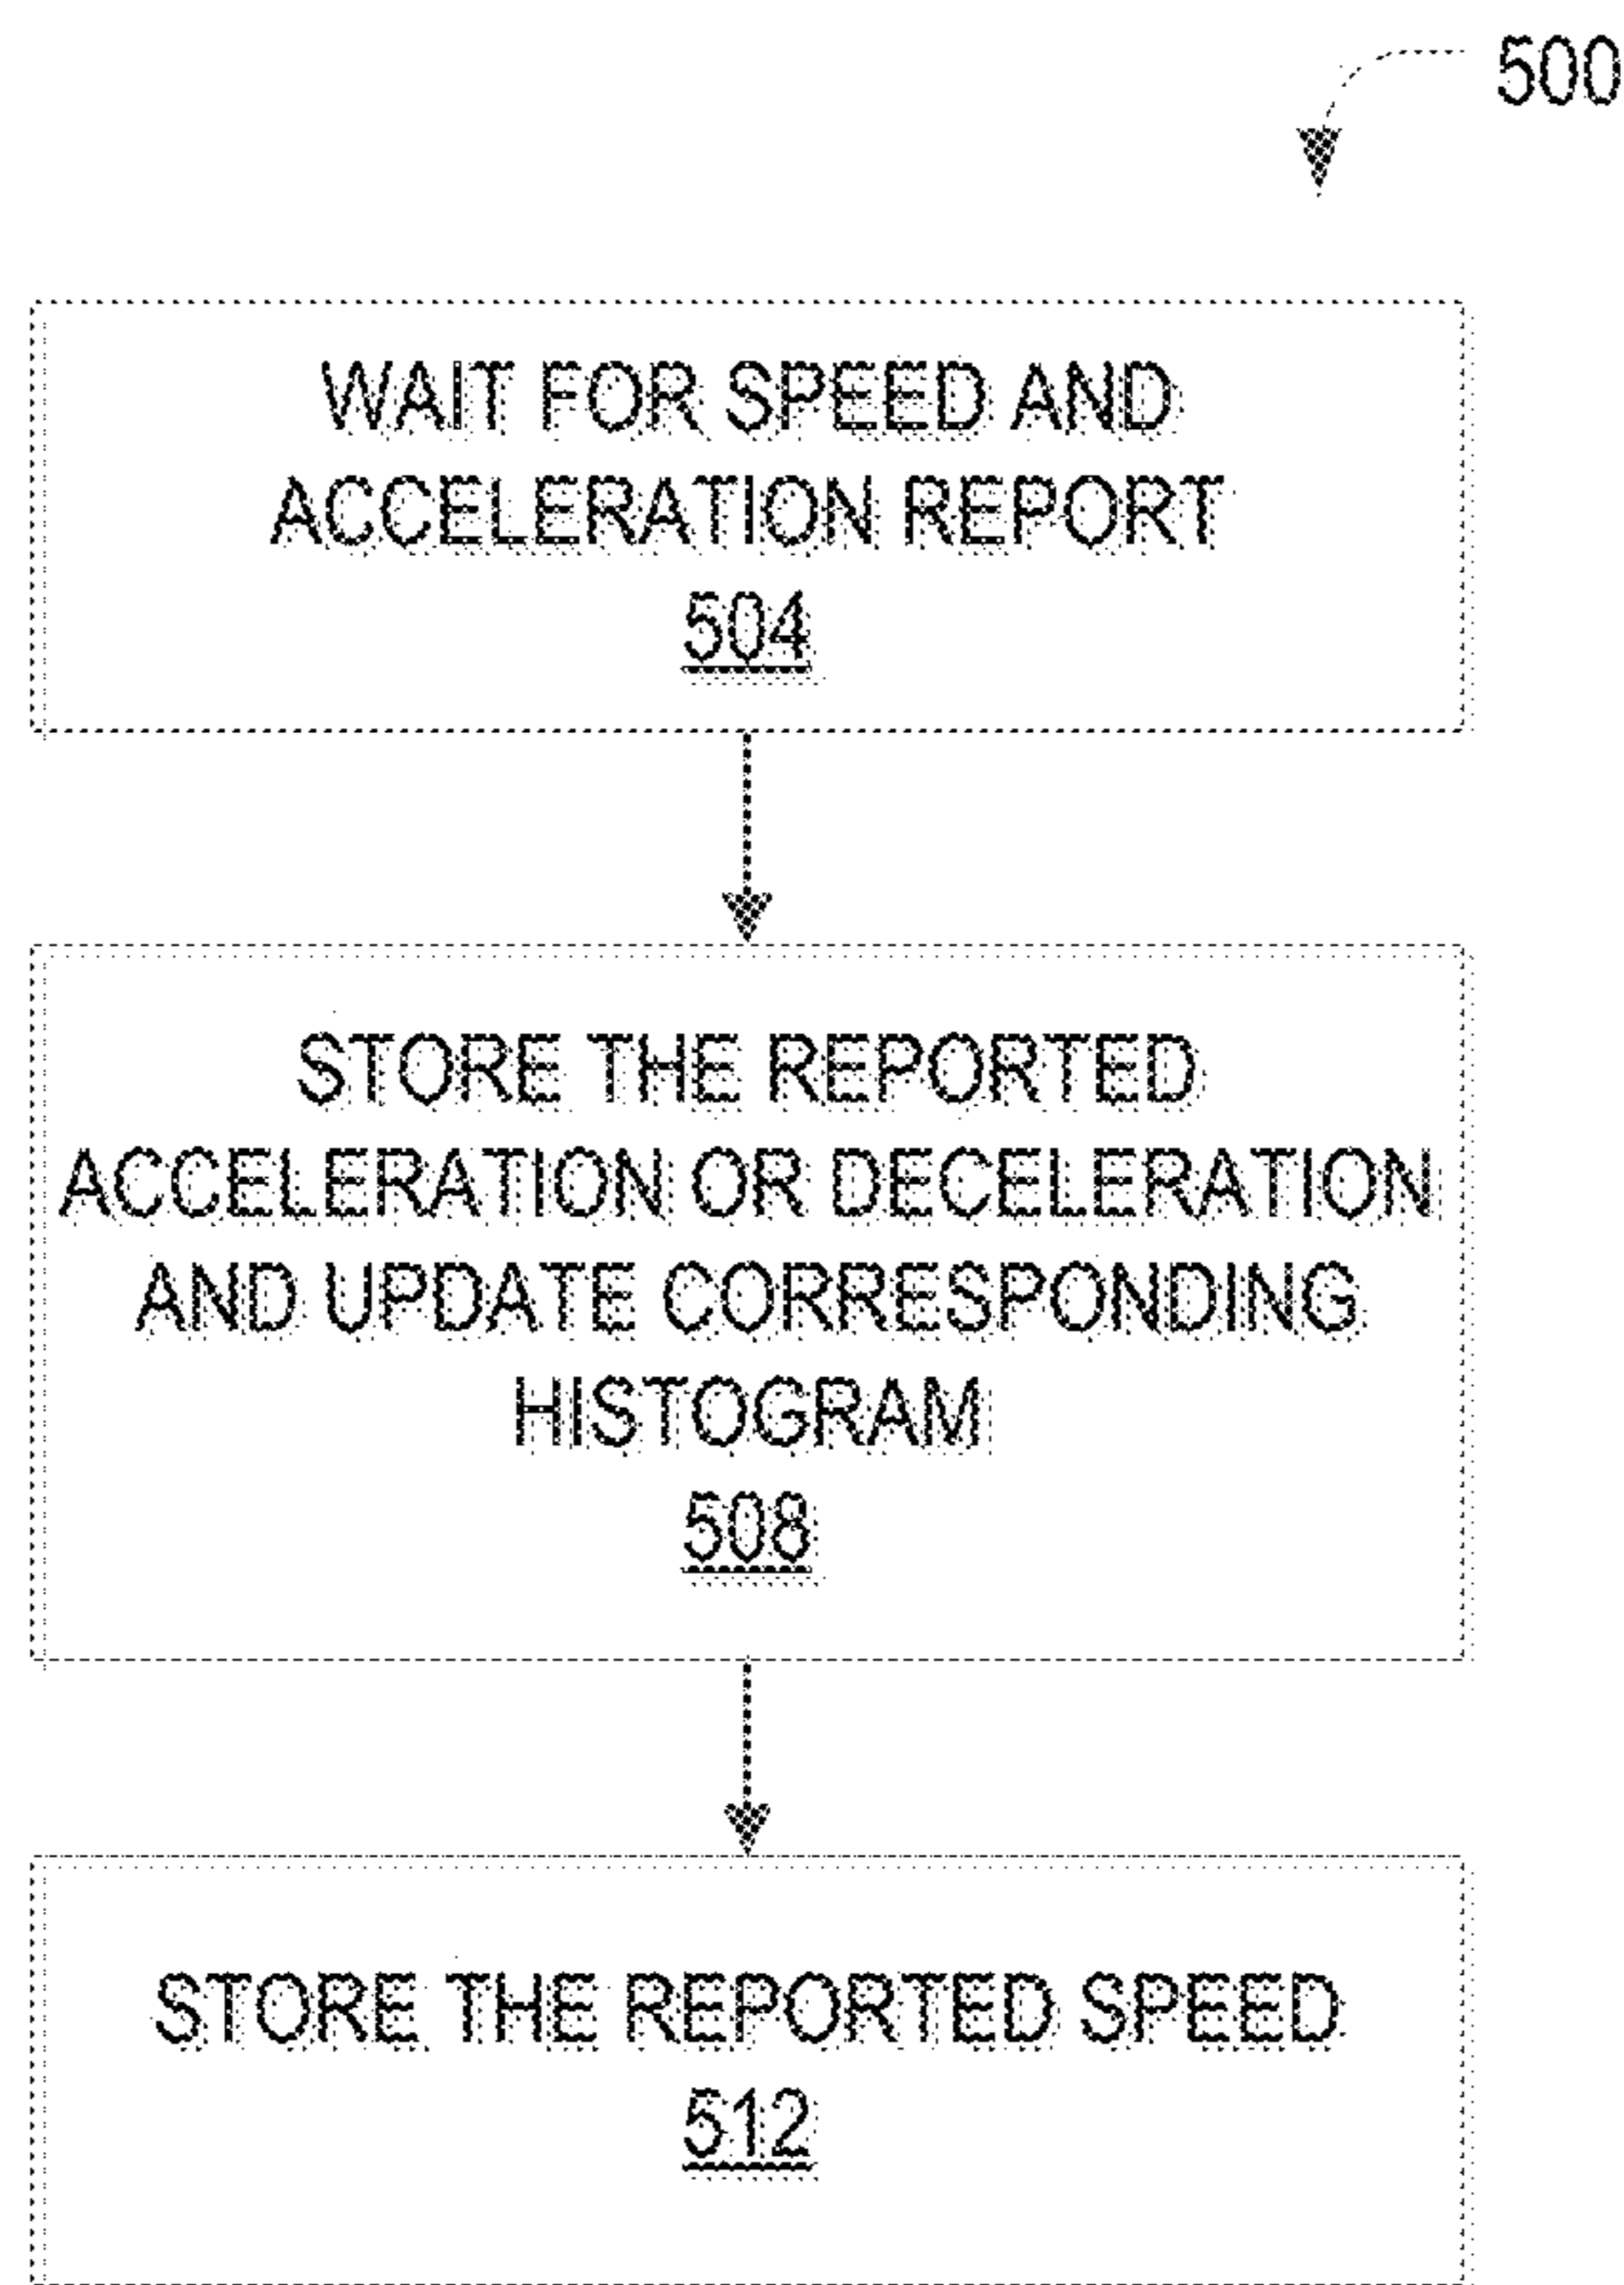 500
WAIT FOR SPEED AND
ACCELERATION REPORT
504
STORE THE REPORTED
ACCELERATION OR DECELERATION
AND UPDATE CORRESPONDING
HISTOGRAM
508
STORE THE REPORTED SPEED
512